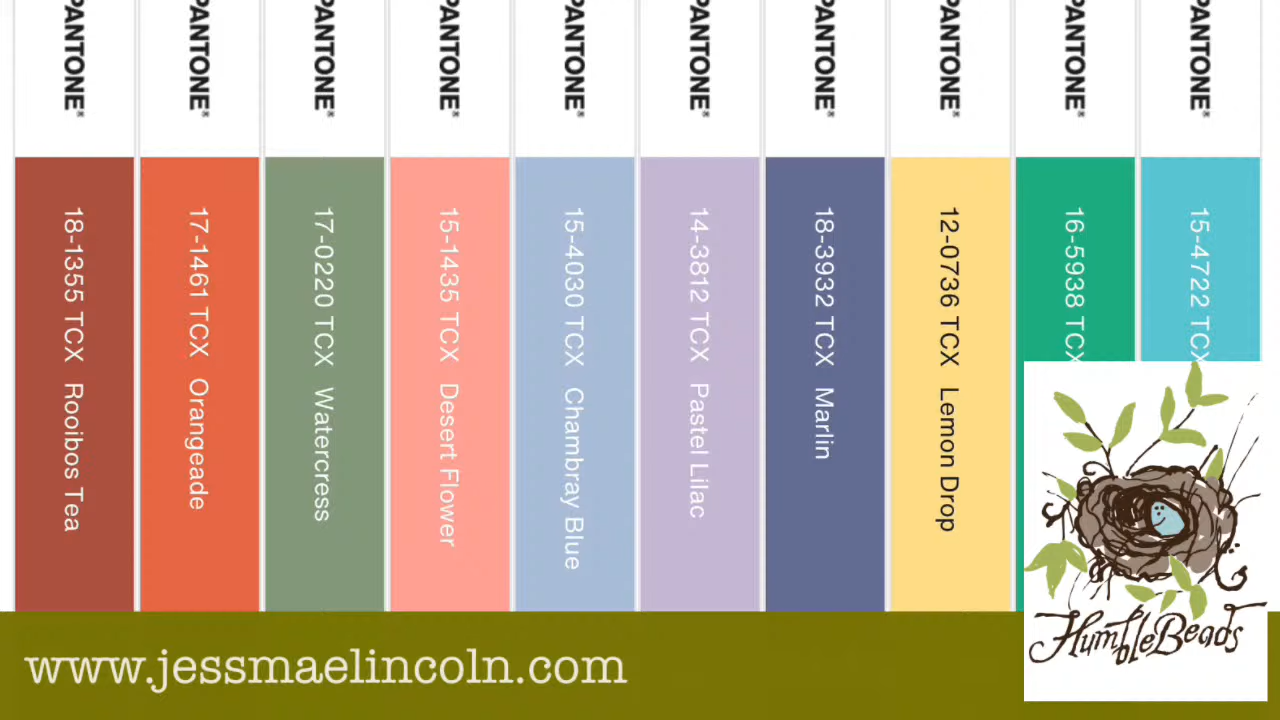 PANTONE®
PANTONE®
PANTONE®
PANTONE®
PANTONE®
PANTONE®
PANTONE®
PANTONE®
PANTONE®
PANTONE®
18-1355 TCX Rooibos Tea
17-1461 TCX Orangeade
17-0220 TCX Watercress
15-1435 TCX Desert Flower
15-4030 TCX Chambray Blue
14-3812 TCX Pastel Lilac
18-3932 TCX Marlin
12-0736 TCX Lemon Drop
16-5938 TCX
15-4722 TCX
HumbleBeads
www.jessmaelincoln.com